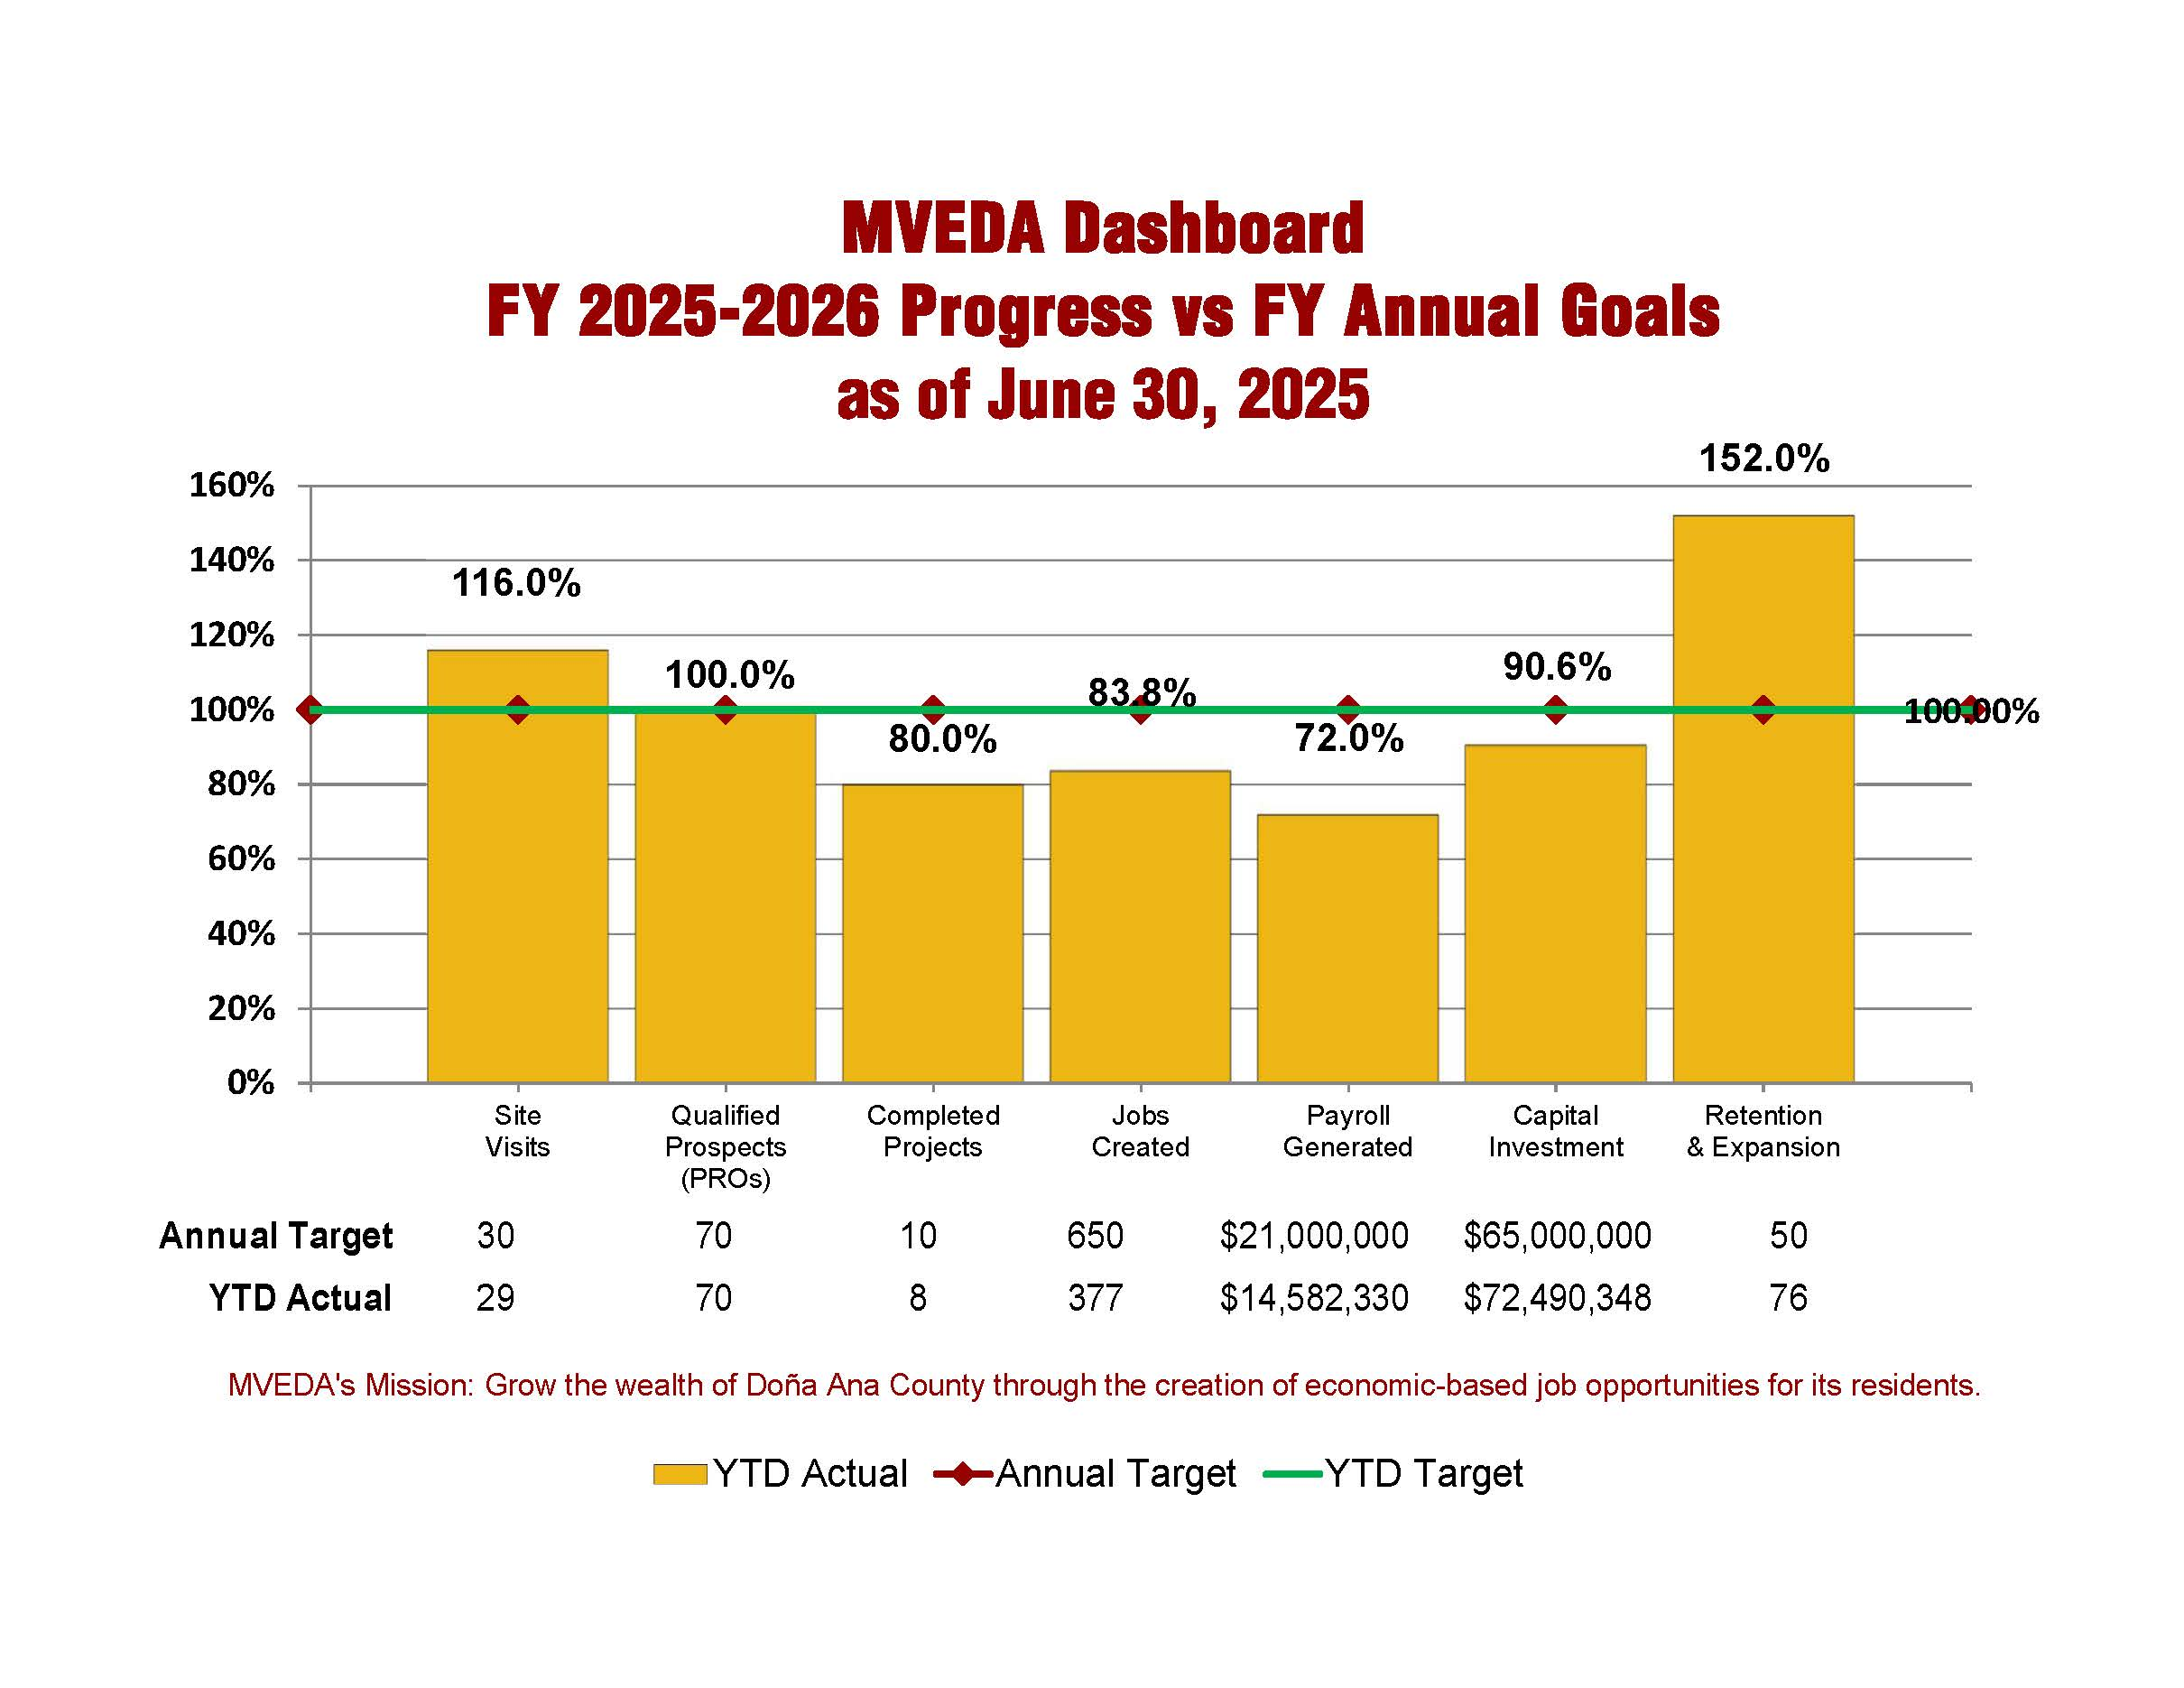 MVEDA Dashboard
FY 2025-2026 Progress vs FY Annual Goals
as of June 30, 2025
160%
140%
120%
100%
80%
60%
40%
20%
0%
116.0%
100.0%
80.0%
83.8%
72.0%
90.6%
152.0%
100.00%
Site
Visits
Qualified
Prospects
(PROs)
Completed
Projects
Jobs
Created
Payroll
Generated
Capital
Investment
Retention
& Expansion
Annual Target 30 70 10 650 $21,000,000 $65,000,000 50
YTD Actual 29 70 8 377 $14,582,330 $72,490,348 76
MVEDA's Mission: Grow the wealth of Doña Ana County through the creation of economic-based job opportunities for its residents.
YTD Actual Annual Target YTD Target